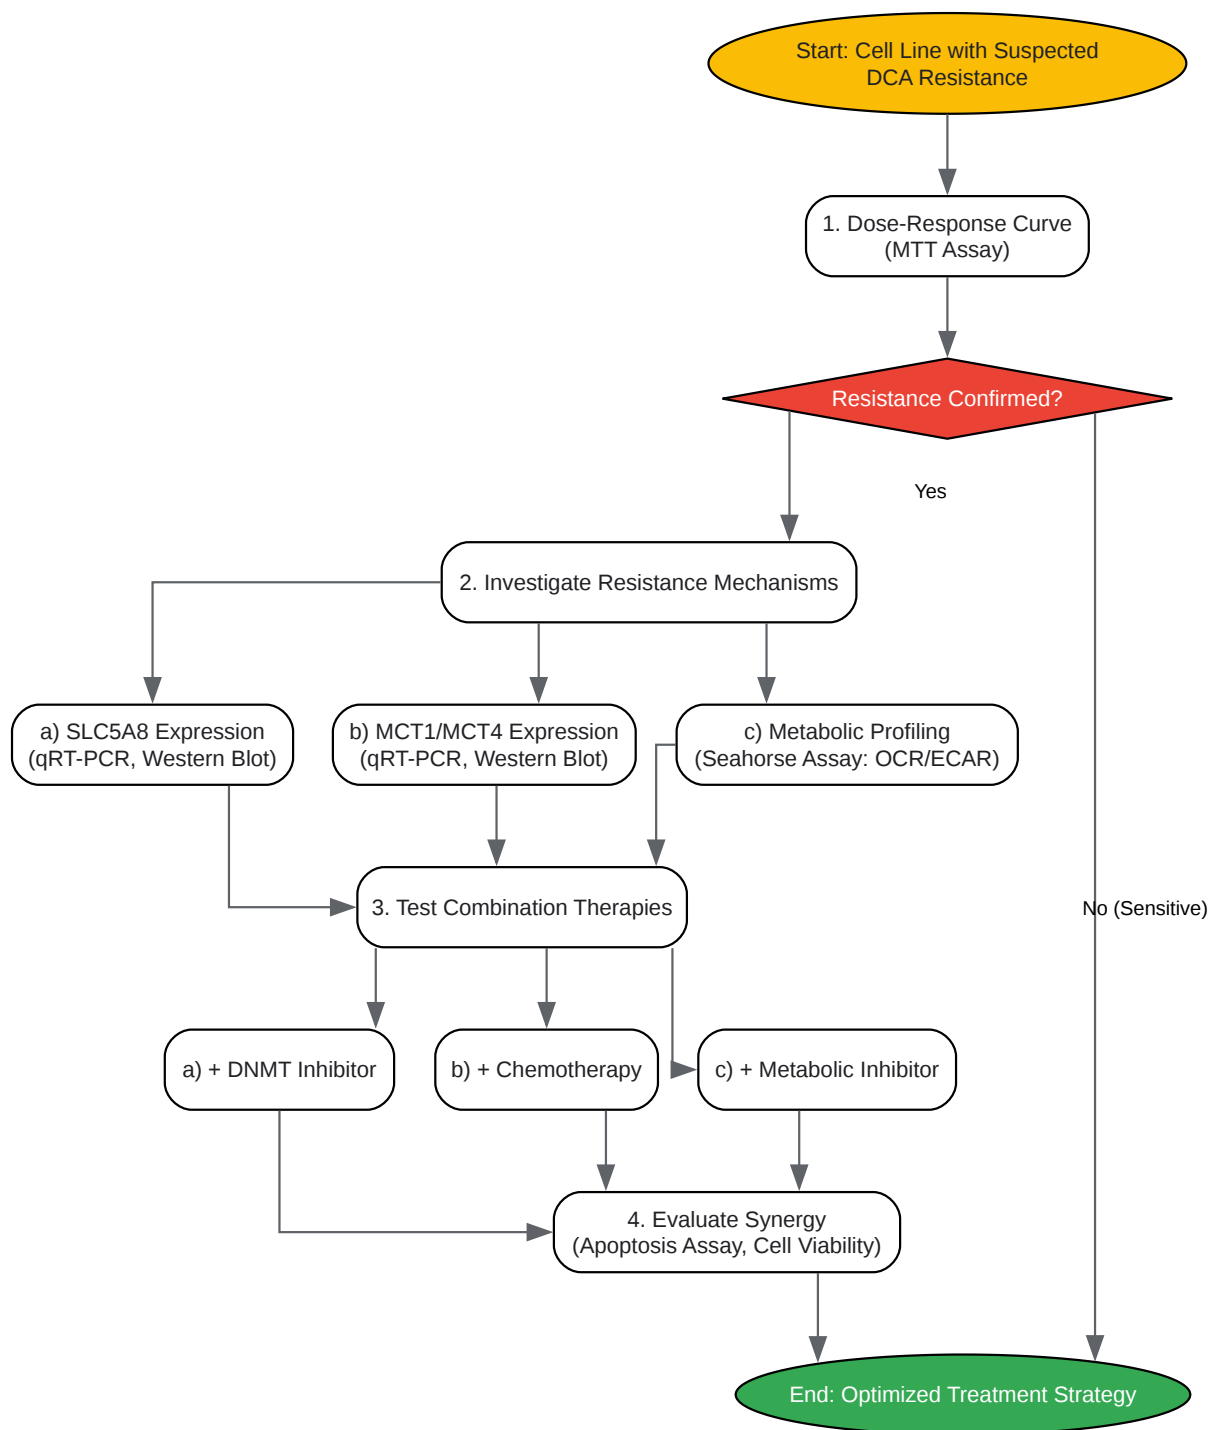 Start: Cell Line with Suspected
DCA Resistance
1. Dose-Response Curve
(MTT Assay)
Resistance Confirmed?
Yes
2. Investigate Resistance Mechanisms
a) SLC5A8 Expression
(qRT-PCR, Western Blot)
b) MCT1/MCT4 Expression
(qRT-PCR, Western Blot)
c) Metabolic Profiling
(Seahorse Assay: OCR/ECAR)
3. Test Combination Therapies
No (Sensitive)
a) + DNMT Inhibitor
b) + Chemotherapy
c) + Metabolic Inhibitor
4. Evaluate Synergy
(Apoptosis Assay, Cell Viability)
End: Optimized Treatment Strategy